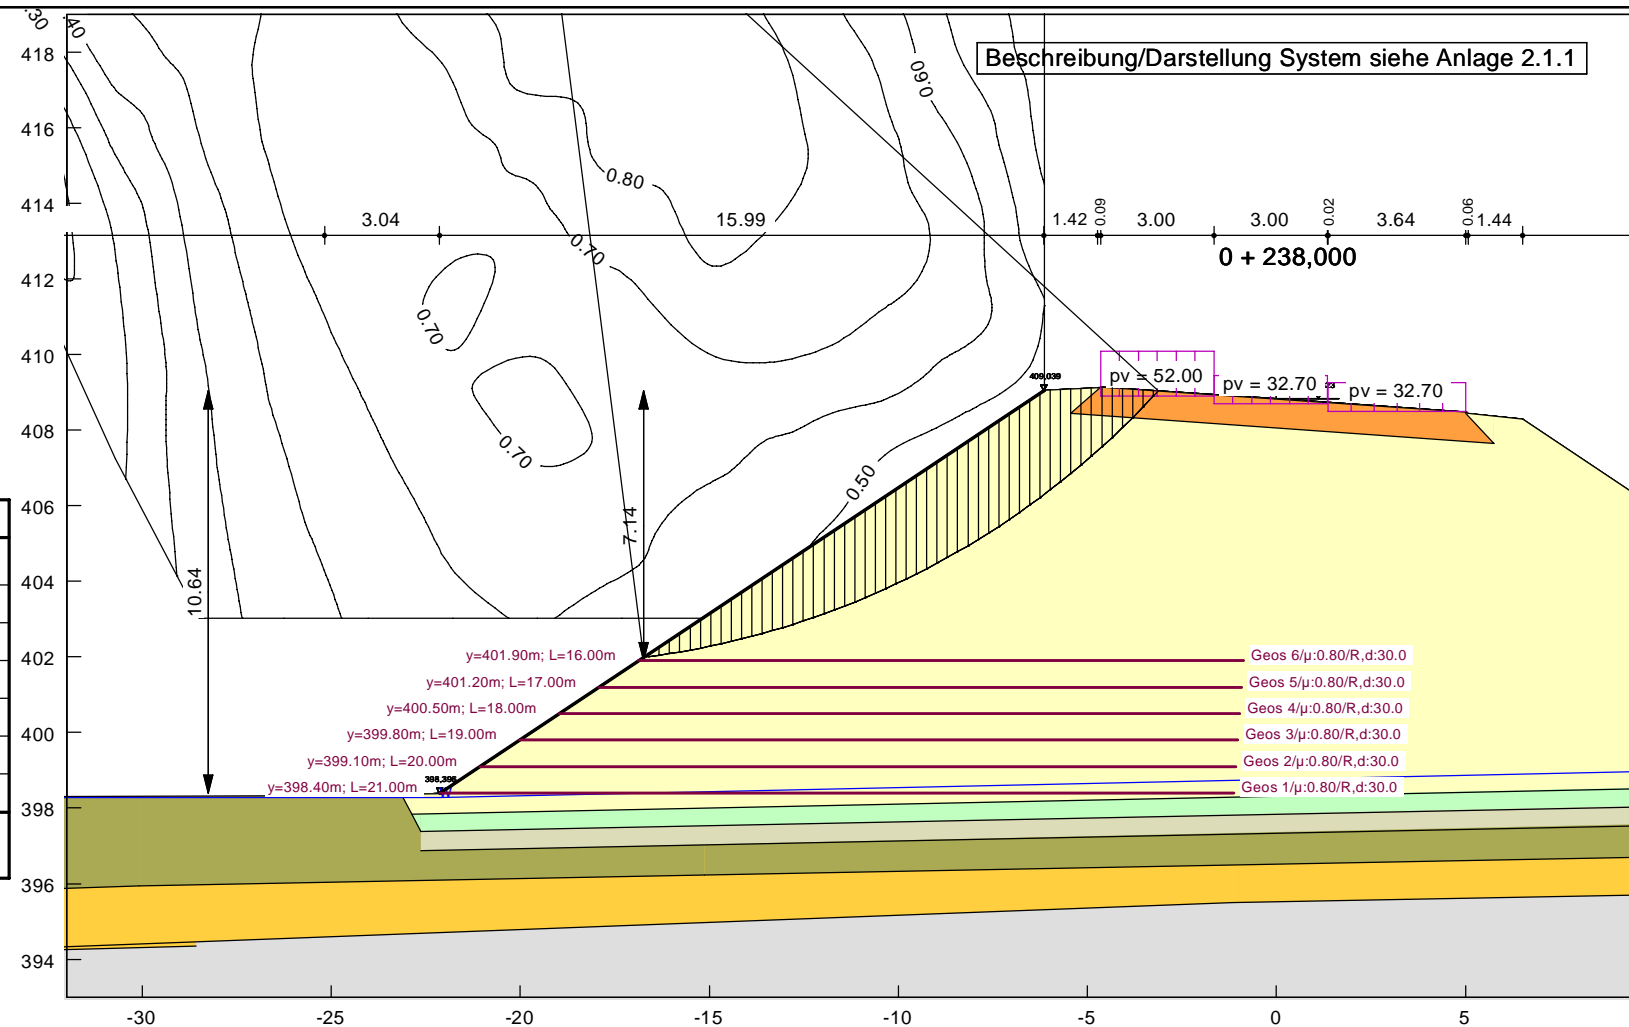 .30
.40
418
Beschreibung/Darstellung System siehe Anlage 2.1.1
0.60
416
0.80
414
3.04
15.99
1.42
0.09
3.00
3.00
0.02
3.64
0.06
1.44
0.70
0 + 238,000
412
0.70
410
409,039
pv = 52.00
pv = 32.70
pv = 32.70
408
0.70
0.50
406
7.14
404
10.64
402
y=401.90m; L=16.00m
Geos 6/µ:0.80/R,d:30.0
y=401.20m; L=17.00m
Geos 5/µ:0.80/R,d:30.0
y=400.50m; L=18.00m
Geos 4/µ:0.80/R,d:30.0
400
y=399.80m; L=19.00m
Geos 3/µ:0.80/R,d:30.0
y=399.10m; L=20.00m
Geos 2/µ:0.80/R,d:30.0
y=398.40m; L=21.00m
Geos 1/µ:0.80/R,d:30.0
398
396
394
-30
-25
-20
-15
-10
-5
0
5